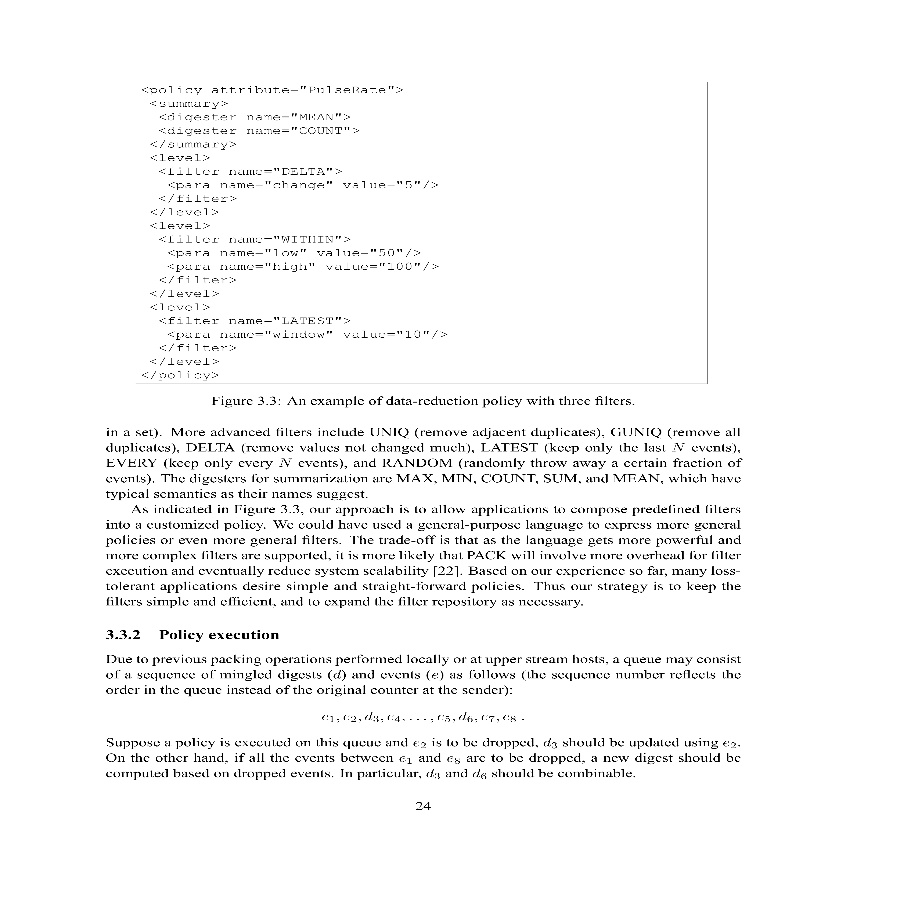 <policy attribute="PulseRate">
<summary>
<digester name="MEAN">
<digester name="COUNT">
</summary>
<level>
<filter name="DELTA">
<para name="change" value="5"/>
</filter>
</level>
<level>
<filter name="WITHIN">
<para name="low" value="50"/>
<para name="high" value="100"/>
</filter>
</level>
<level>
<filter name="LATEST">
<para name="window" value="10"/>
</filter>
</level>
</policy>
Figure 3.3: An example of data-reduction policy with three filters.
in a set). More advanced filters include UNIQ (remove adjacent duplicates), GUNIQ (remove all
duplicates), DELTA (remove values not changed much), LATEST (keep only the last N events),
EVERY (keep only every N events), and RANDOM (randomly throw away a certain fraction of
events). The digesters for summarization are MAX, MIN, COUNT, SUM, and MEAN, which have
typical semantics as their names suggest.
As indicated in Figure 3.3, our approach is to allow applications to compose predefined filters
into a customized policy. We could have used a general-purpose language to express more general
policies or even more general filters. The trade-off is that as the language gets more powerful and
more complex filters are supported, it is more likely that PACK will involve more overhead for filter
execution and eventually reduce system scalability [22]. Based on our experience so far, many loss-
tolerant applications desire simple and straight-forward policies. Thus our strategy is to keep the
filters simple and efficient, and to expand the filter repository as necessary.
3.3.2 Policy execution
Due to previous packing operations performed locally or at upper stream hosts, a queue may consist
of a sequence of mingled digests (d) and events (e) as follows (the sequence number reflects the
order in the queue instead of the original counter at the sender):
e₁, e₂, d₃, e₄, . . . , e₅, d₆, e₇, e₈ .
Suppose a policy is executed on this queue and e₂ is to be dropped, d₃ should be updated using e₂.
On the other hand, if all the events between e₁ and e₈ are to be dropped, a new digest should be
computed based on dropped events. In particular, d₃ and d₆ should be combinable.
24